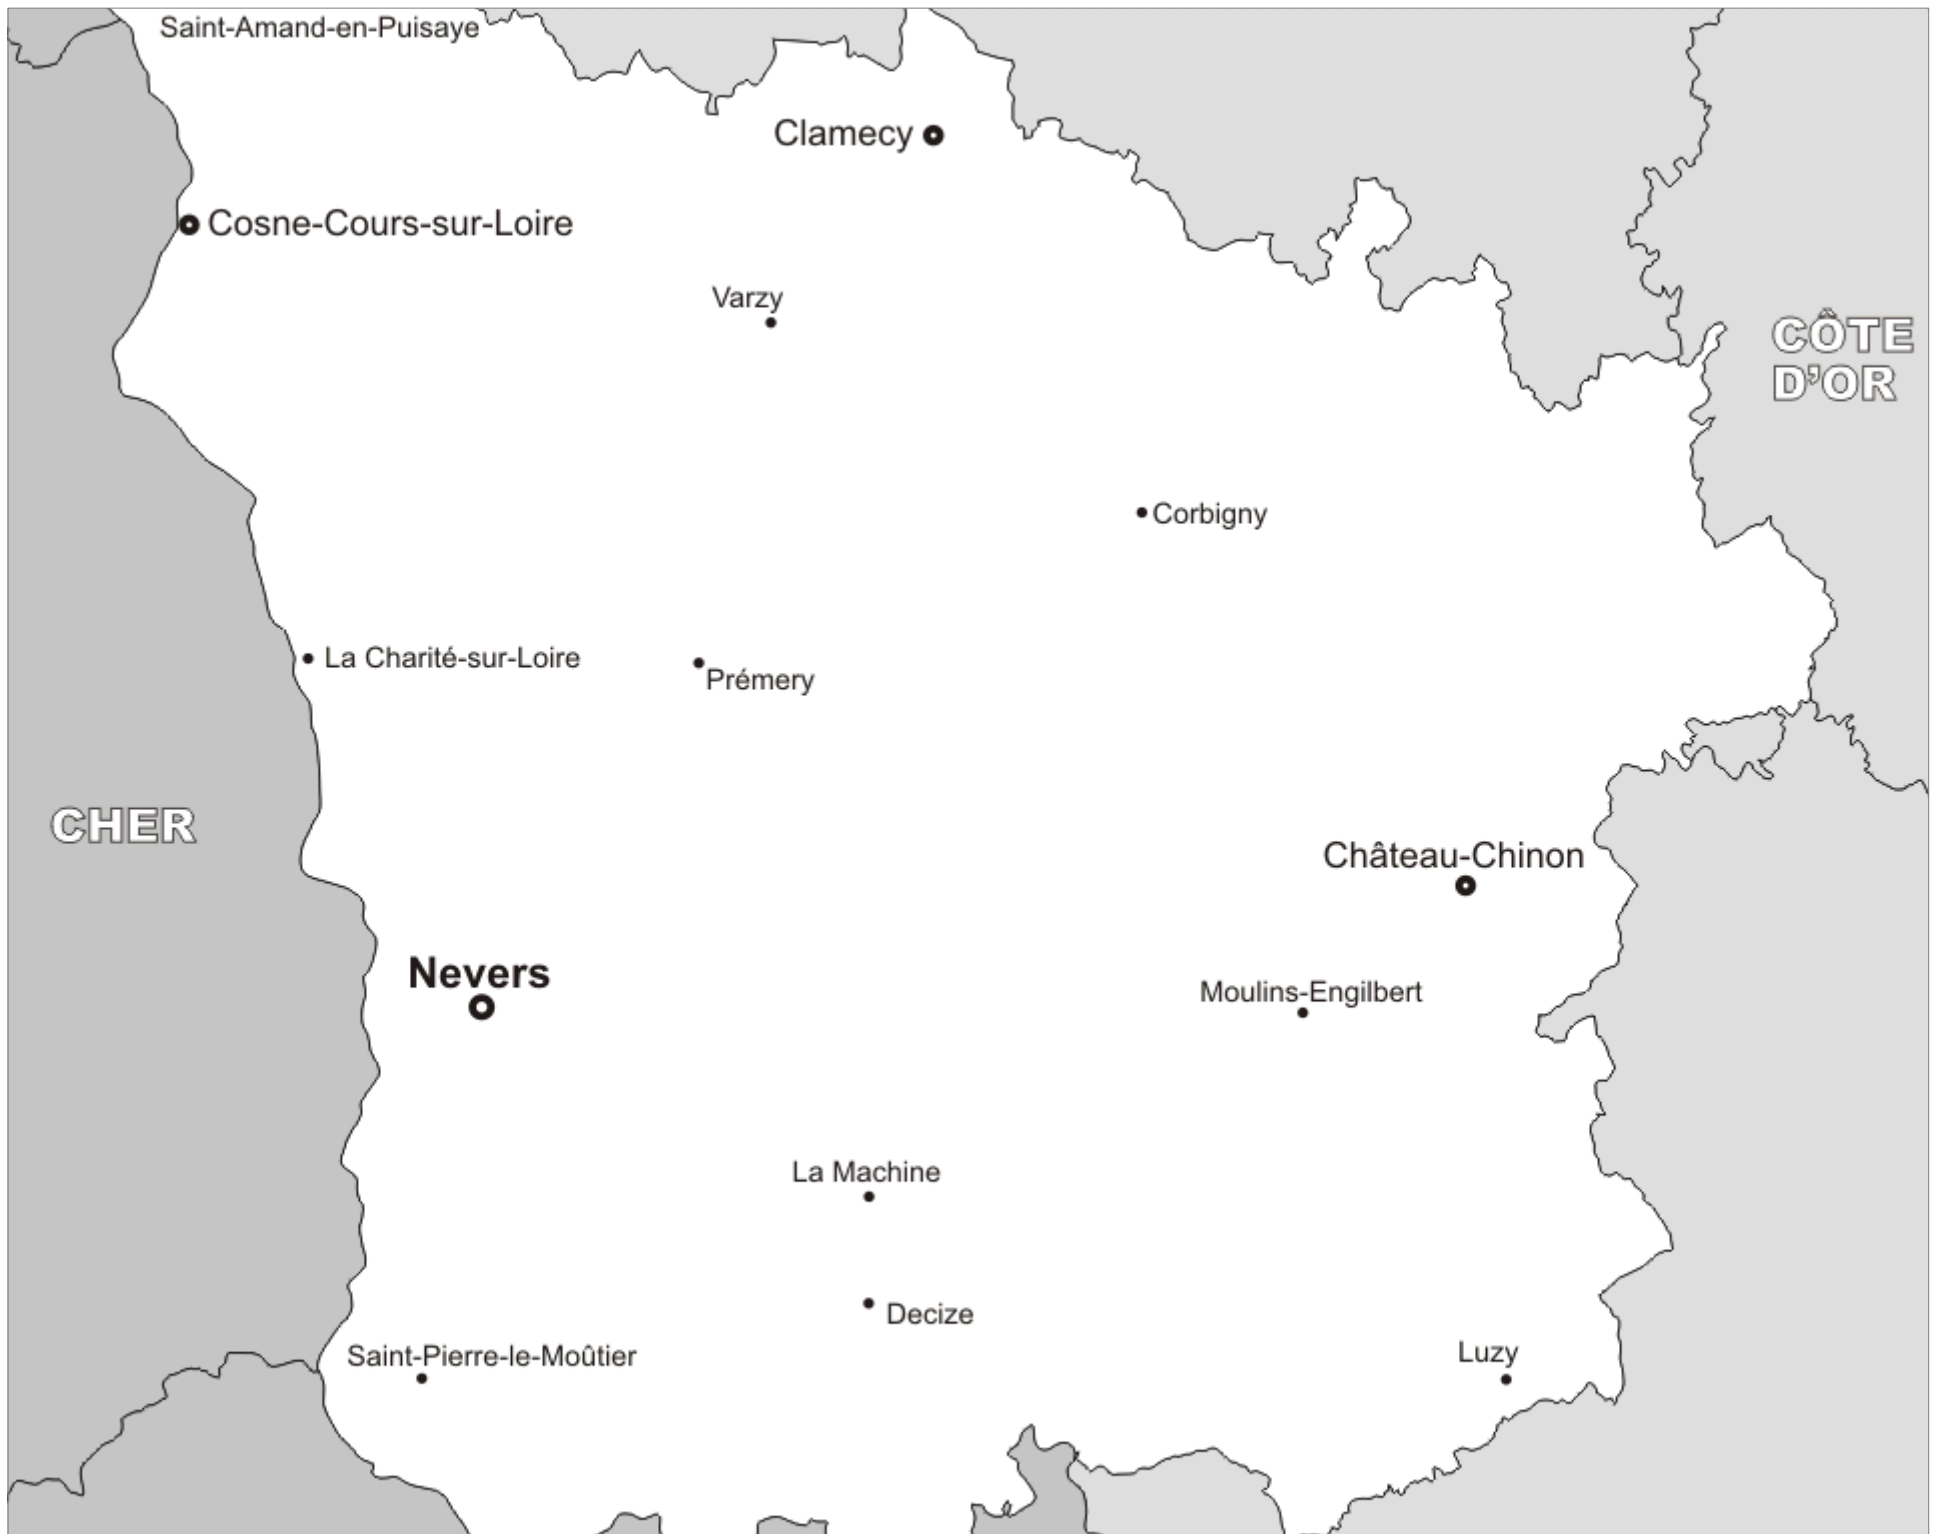 Saint-Amand-en-Puisaye
Clamecy
Cosne-Cours-sur-Loire
Varzy
CÔTE
D'OR
Corbigny
La Charité-sur-Loire
Prémery
CHER
Château-Chinon
Nevers
Moulins-Engilbert
La Machine
Decize
Saint-Pierre-le-Moûtier
Luzy